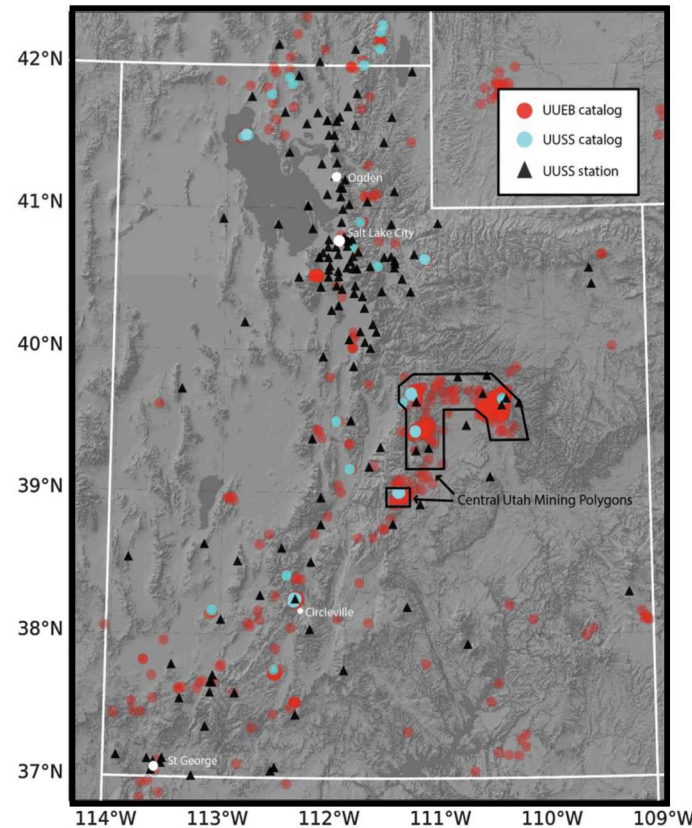 42°N
41°N
40°N
39°N
38°N
37°N
UUEB catalog
UUSS catalog
UUSS station
Ogden
Salt Lake City
Central Utah Mining Polygons
Circleville
St George
114°W 113°W 112°W 111°W 110°W 109°W